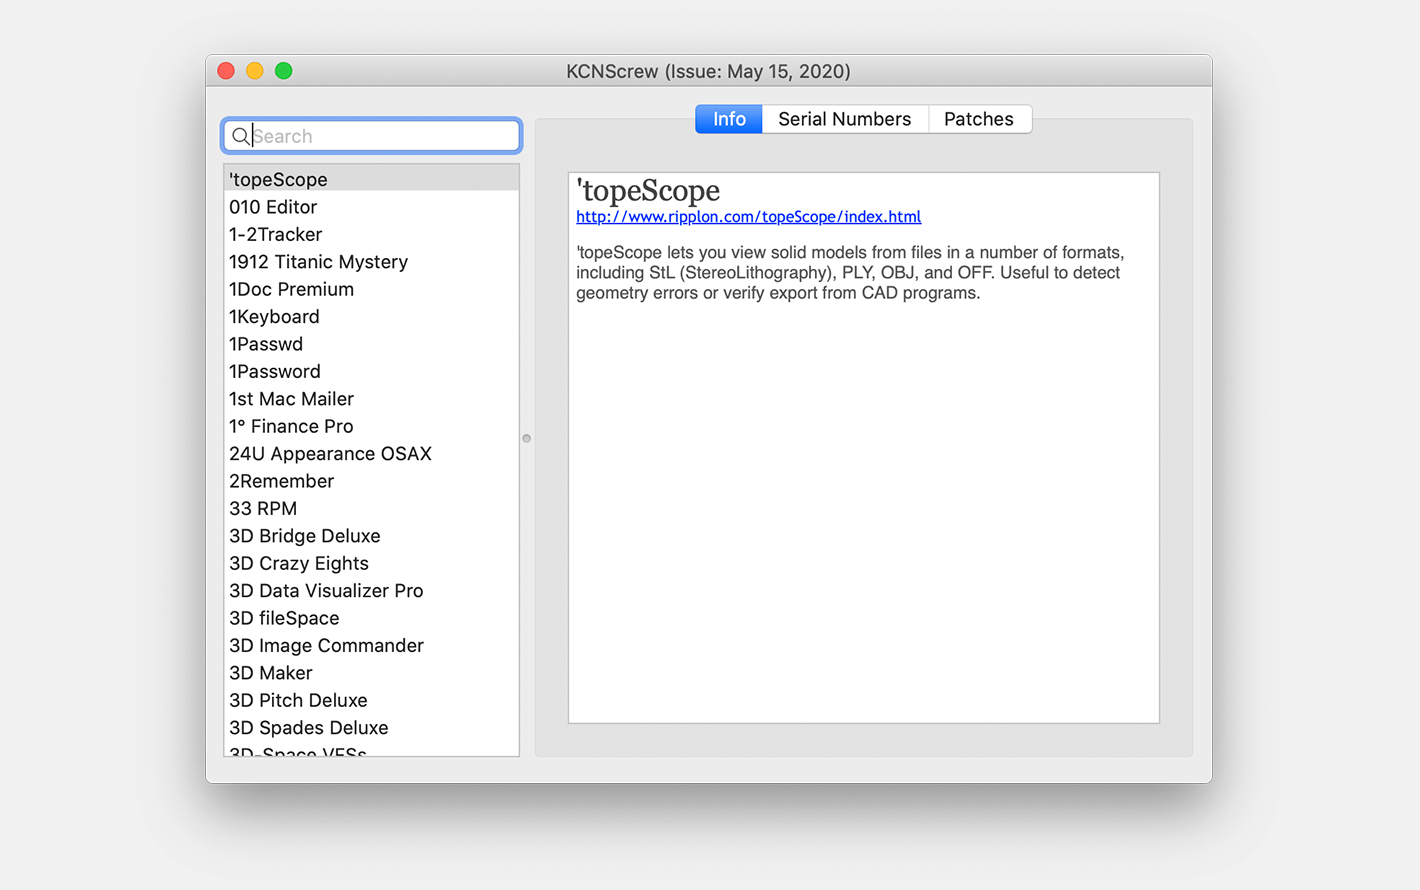 KCNScrew (Issue: May 15, 2020)
Search
'topeScope
010 Editor
1-2Tracker
1912 Titanic Mystery
1Doc Premium
1Keyboard
1Passwd
1Password
1st Mac Mailer
1° Finance Pro
24U Appearance OSAX
2Remember
33 RPM
3D Bridge Deluxe
3D Crazy Eights
3D Data Visualizer Pro
3D fileSpace
3D Image Commander
3D Maker
3D Pitch Deluxe
3D Spades Deluxe
3D-Space VFSs
Info Serial Numbers Patches
'topeScope
http://www.ripplon.com/topeScope/index.html
'topeScope lets you view solid models from files in a number of formats,
including StL (StereoLithography), PLY, OBJ, and OFF. Useful to detect
geometry errors or verify export from CAD programs.